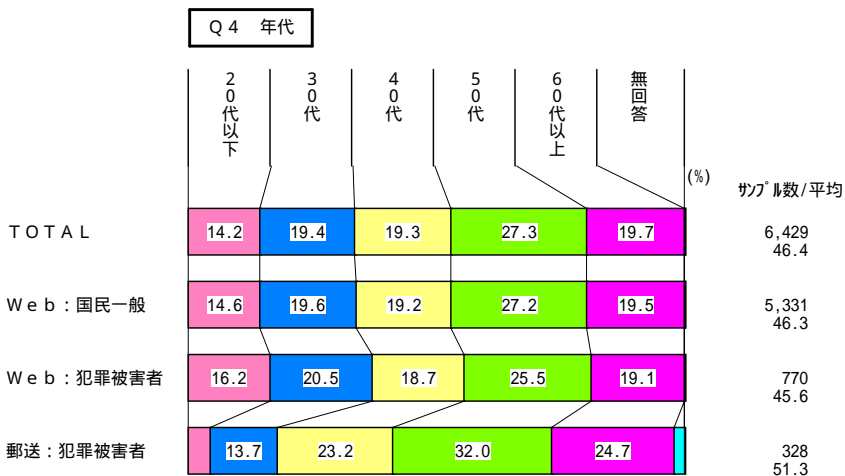 Ｑ４　年代
２０代以下
３０代
４０代
５０代
６０代以上
無回答
(%)
ｻﾝﾌﾟﾙ数/平均
ＴＯＴＡＬ 14.2 19.4 19.3 27.3 19.7 6,429
46.4
Ｗｅｂ：国民一般 14.6 19.6 19.2 27.2 19.5 5,331
46.3
Ｗｅｂ：犯罪被害者 16.2 20.5 18.7 25.5 19.1 770
45.6
郵送：犯罪被害者 13.7 23.2 32.0 24.7 328
51.3